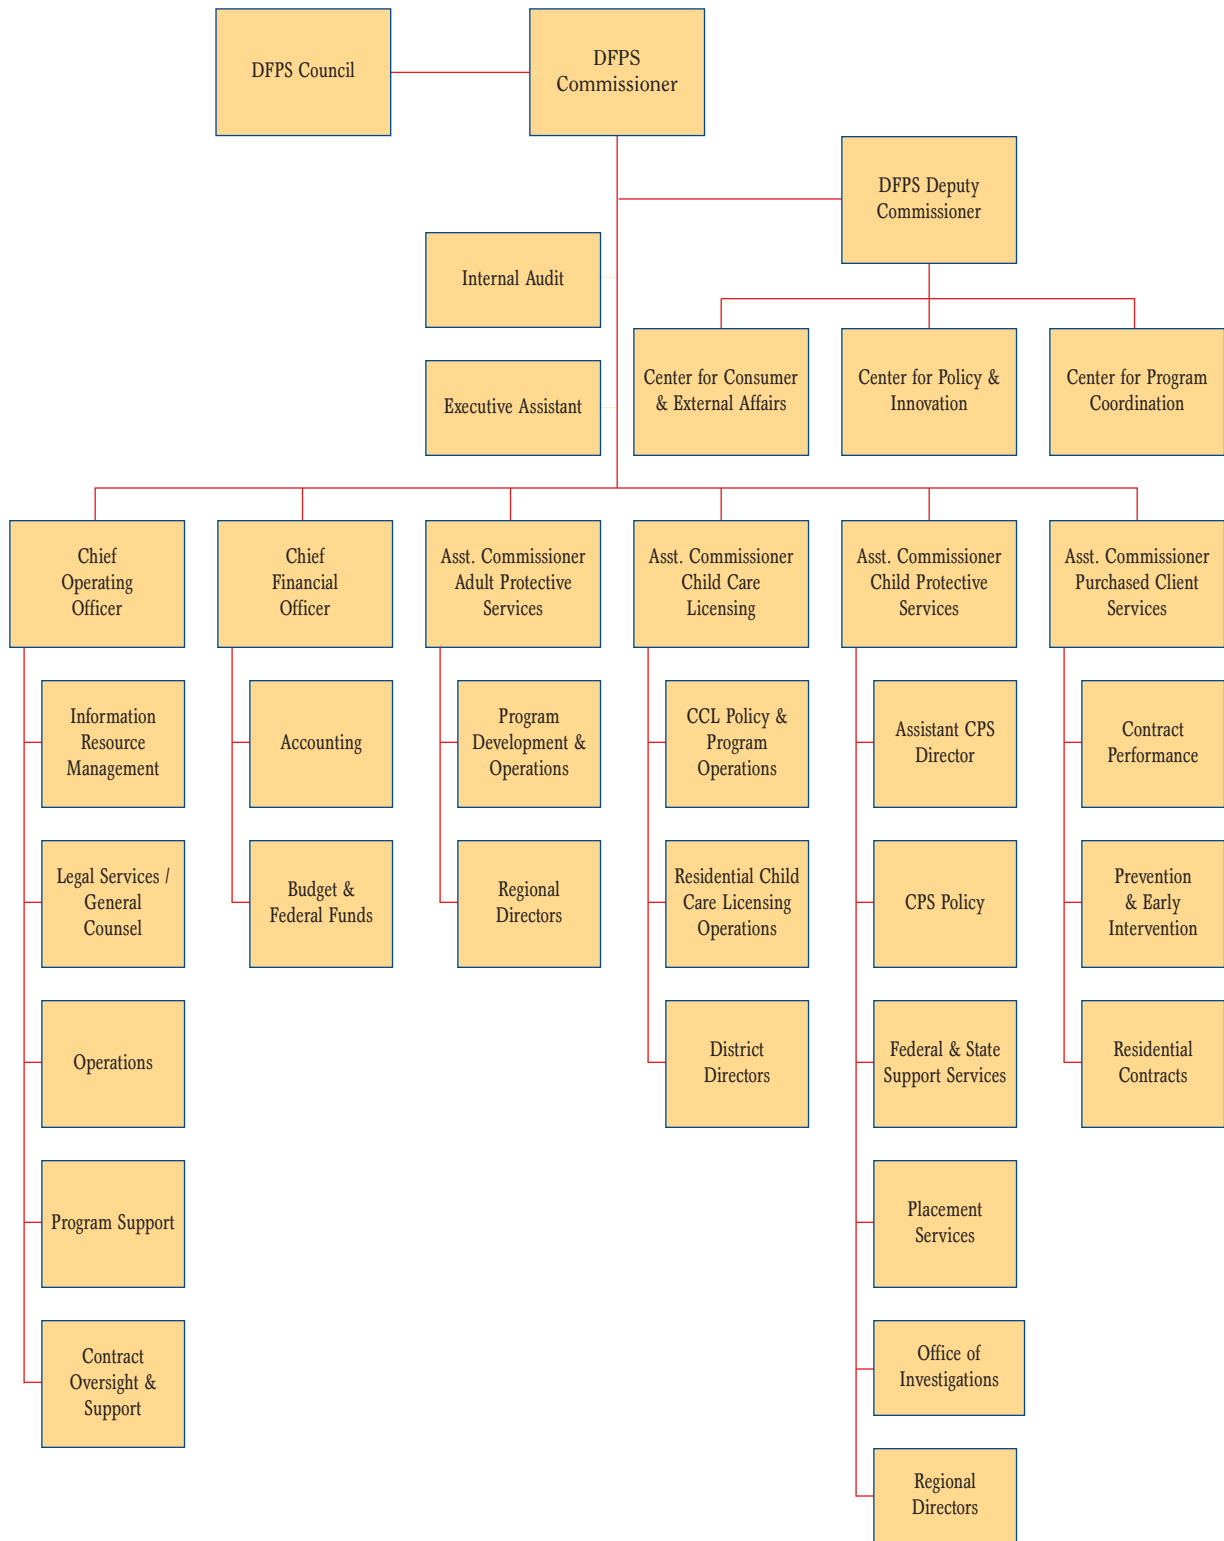 DFPS Council
DFPS
Commissioner
DFPS Deputy
Commissioner
Internal Audit
Executive Assistant
Center for Consumer
& External Affairs
Center for Policy &
Innovation
Center for Program
Coordination
Chief
Operating
Officer
Chief
Financial
Officer
Asst. Commissioner
Adult Protective
Services
Asst. Commissioner
Child Care
Licensing
Asst. Commissioner
Child Protective
Services
Asst. Commissioner
Purchased Client
Services
Information
Resource
Management
Legal Services /
General
Counsel
Operations
Program Support
Contract
Oversight &
Support
Accounting
Budget &
Federal Funds
Program
Development &
Operations
Regional
Directors
CCL Policy &
Program
Operations
Residential Child
Care Licensing
Operations
District
Directors
Assistant CPS
Director
CPS Policy
Federal & State
Support Services
Placement
Services
Office of
Investigations
Regional
Directors
Contract
Performance
Prevention
& Early
Intervention
Residential
Contracts